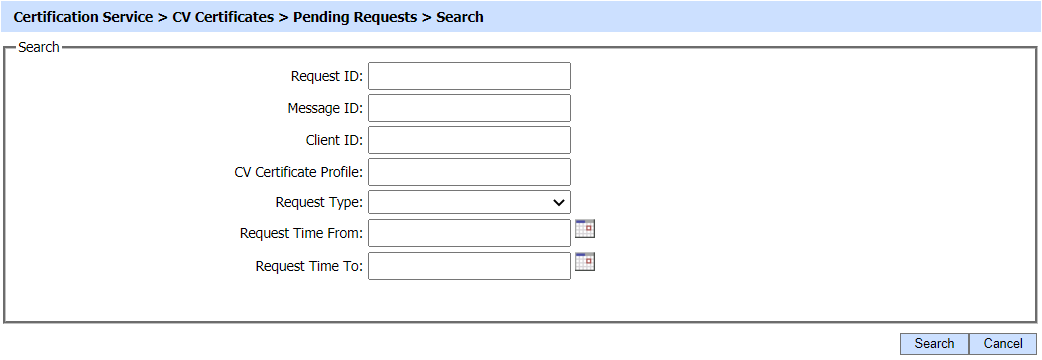 Certification Service > CV Certificates > Pending Requests > Search
Search
Request ID:
Message ID:
Client ID:
CV Certificate Profile:
Request Type:
Request Time From:
Request Time To:
Search Cancel